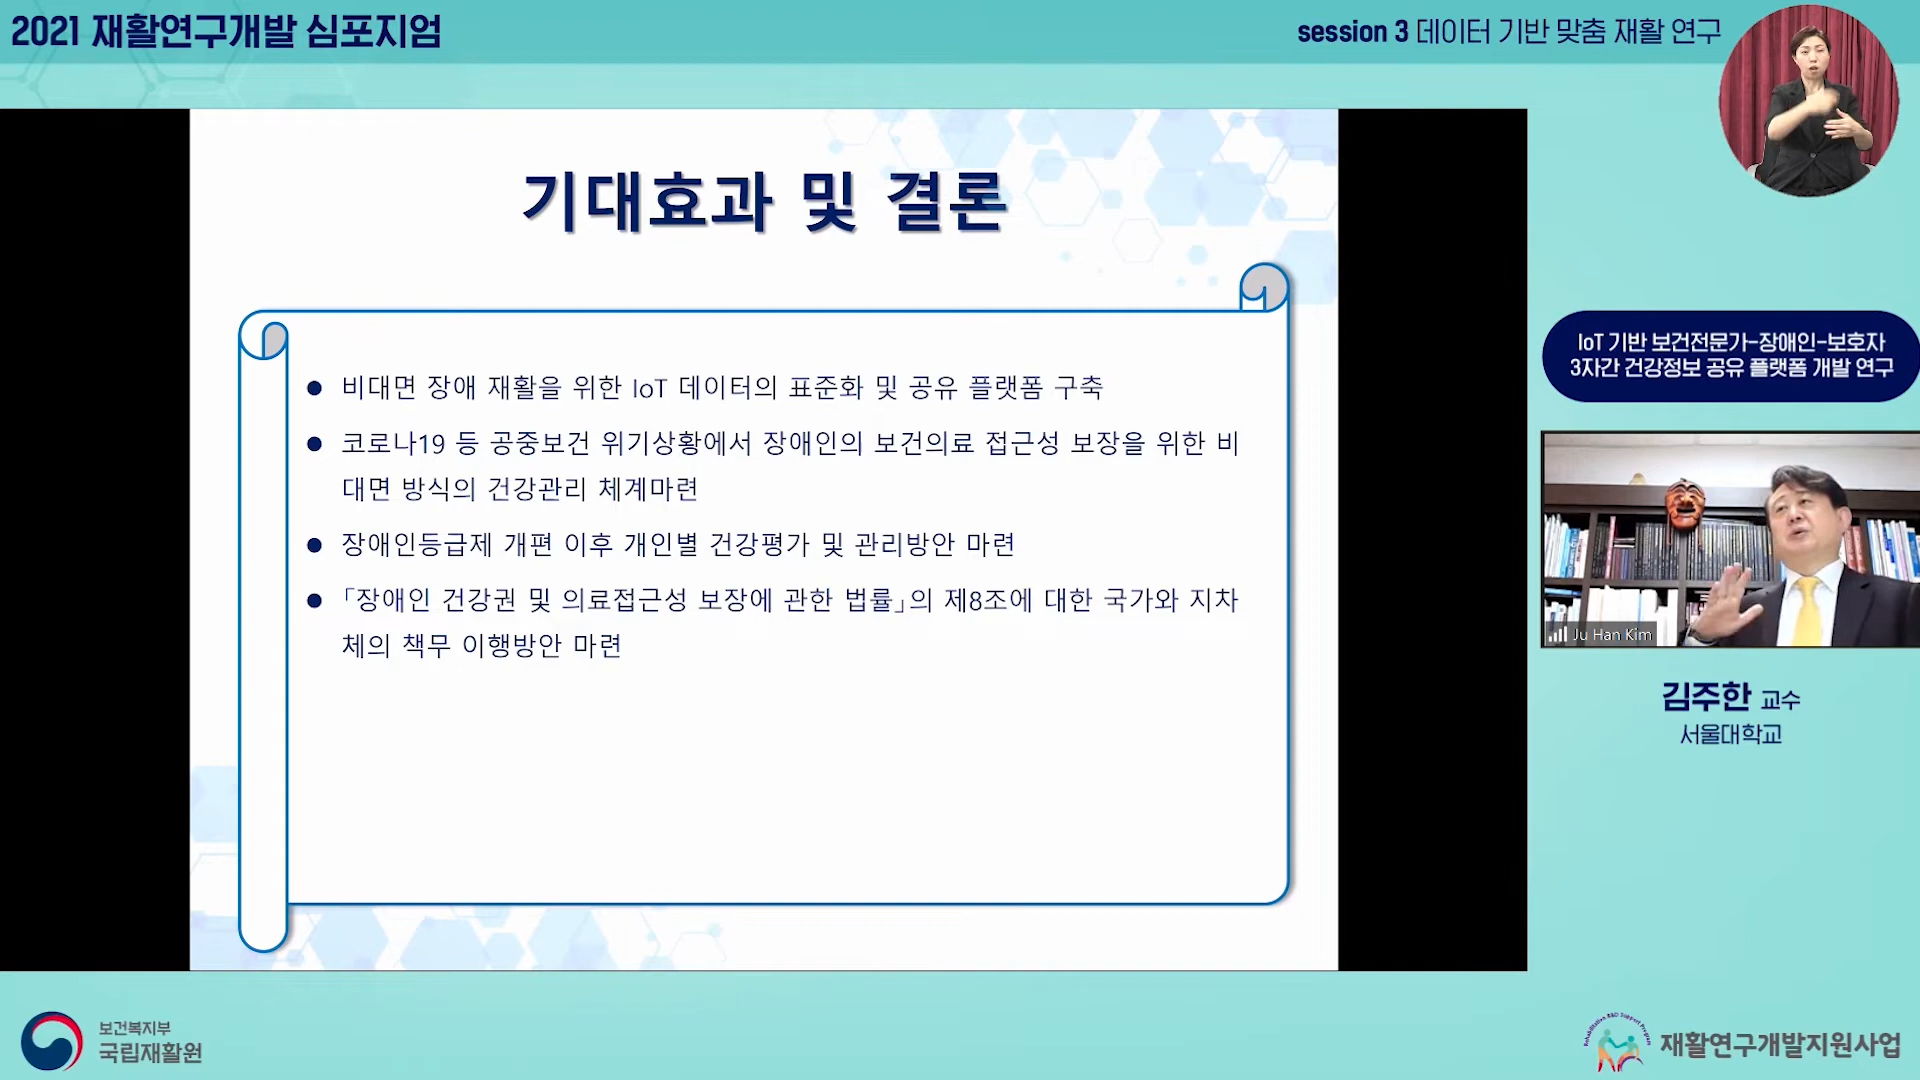 2021 재활연구개발 심포지엄
session 3 데이터 기반 맞춤 재활 연구
기대효과 및 결론
● 비대면 장애 재활을 위한 IoT 데이터의 표준화 및 공유 플랫폼 구축
● 코로나19 등 공중보건 위기상황에서 장애인의 보건의료 접근성 보장을 위한 비
대면 방식의 건강관리 체계마련
● 장애인등급제 개편 이후 개인별 건강평가 및 관리방안 마련
● 「장애인 건강권 및 의료접근성 보장에 관한 법률」의 제8조에 대한 국가와 지차
체의 책무 이행방안 마련
IoT 기반 보건전문가-장애인-보호자
3자간 건강정보 공유 플랫폼 개발 연구
Ju Han Kim
김주한 교수
서울대학교
보건복지부
국립재활원
Rehabilitation R&D Support Program
재활연구개발지원사업